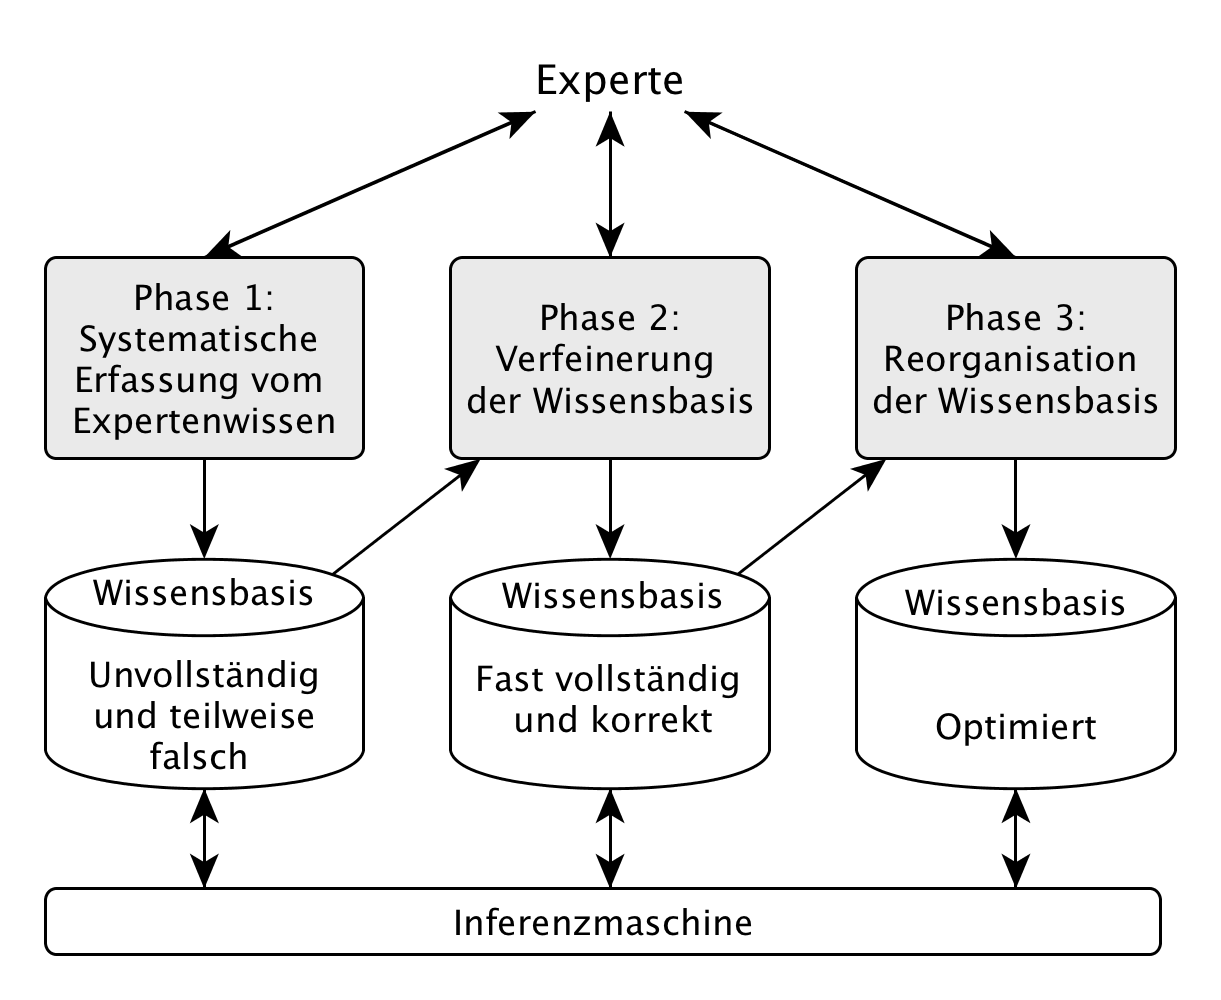 Experte
Phase 1:
Systematische
Erfassung vom
Expertenwissen
Phase 2:
Verfeinerung
der Wissensbasis
Phase 3:
Reorganisation
der Wissensbasis
Wissensbasis
Unvollständig
und teilweise
falsch
Wissensbasis
Fast vollständig
und korrekt
Wissensbasis
Optimiert
Inferenzmaschine